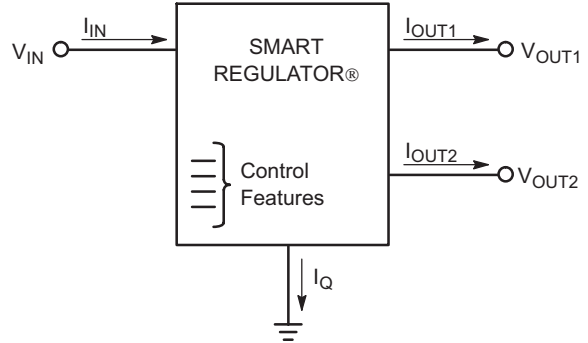 I_IN
V_IN
SMART
REGULATOR®
I_OUT1
V_OUT1
Control
Features
I_OUT2
V_OUT2
I_Q